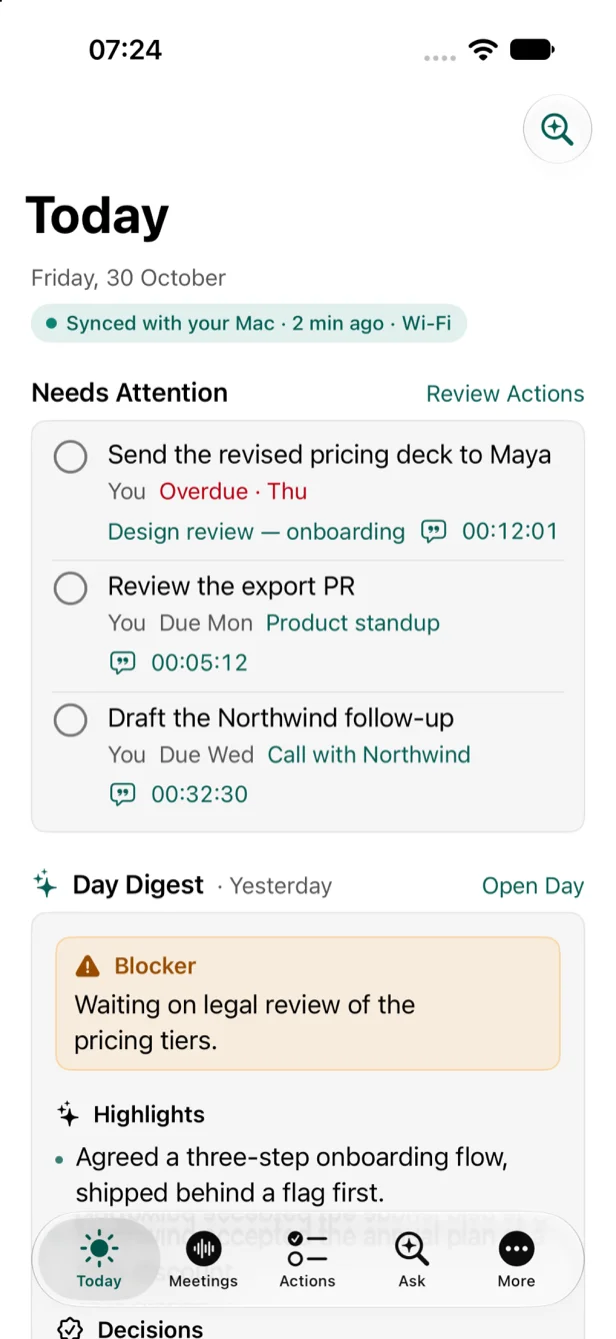 07:24
Today
Friday, 30 October
Synced with your Mac · 2 min ago · Wi-Fi
Needs Attention
Review Actions
Send the revised pricing deck to Maya
You Overdue · Thu
Design review — onboarding 00:12:01
Review the export PR
You Due Mon Product standup
00:05:12
Draft the Northwind follow-up
You Due Wed Call with Northwind
00:32:30
Day Digest · Yesterday
Open Day
Blocker
Waiting on legal review of the
pricing tiers.
Highlights
• Agreed a three-step onboarding flow,
shipped behind a flag first.
accepted the annual plan
Today
Meetings
Actions
Ask
More
Decisions